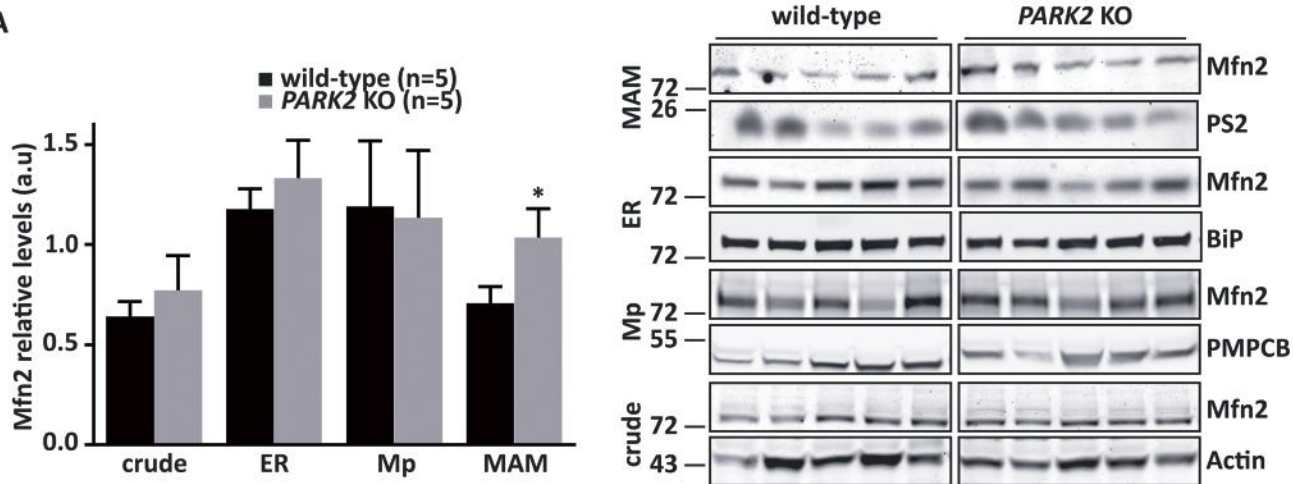 A
wild-type (n=5)
PARK2 KO (n=5)
Mfn2 relative levels (a.u)
1.5
1.0
0.5
0.0
*
crude ER Mp MAM
wild-type PARK2 KO
MAM
72 Mfn2
26 PS2
ER
72 Mfn2
72 BiP
Mp
72 Mfn2
55 PMPCB
crude
72 Mfn2
43 Actin